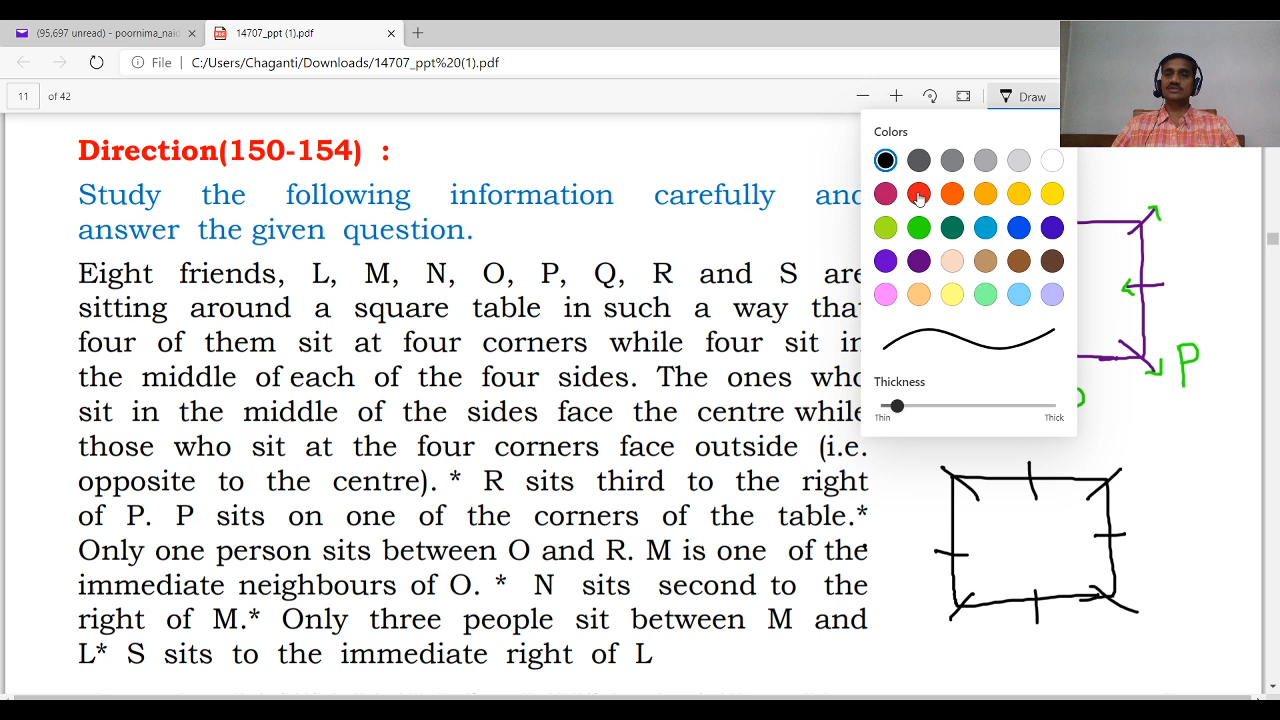 (95,697 unread) - poornima_naid
14707_ppt (1).pdf
File
C:/Users/Chaganti/Downloads/14707_ppt%20(1).pdf
11 of 42
Draw
Direction(150-154) :
Study the following information carefully and
answer the given question.
Eight friends, L, M, N, O, P, Q, R and S are
sitting around a square table in such a way that
four of them sit at four corners while four sit in
the middle of each of the four sides. The ones who
sit in the middle of the sides face the centre while
those who sit at the four corners face outside (i.e.
opposite to the centre). * R sits third to the right
of P. P sits on one of the corners of the table.*
Only one person sits between O and R. M is one of the
immediate neighbours of O. * N sits second to the
right of M.* Only three people sit between M and
L* S sits to the immediate right of L
Colors
Thickness
Thin
Thick
P